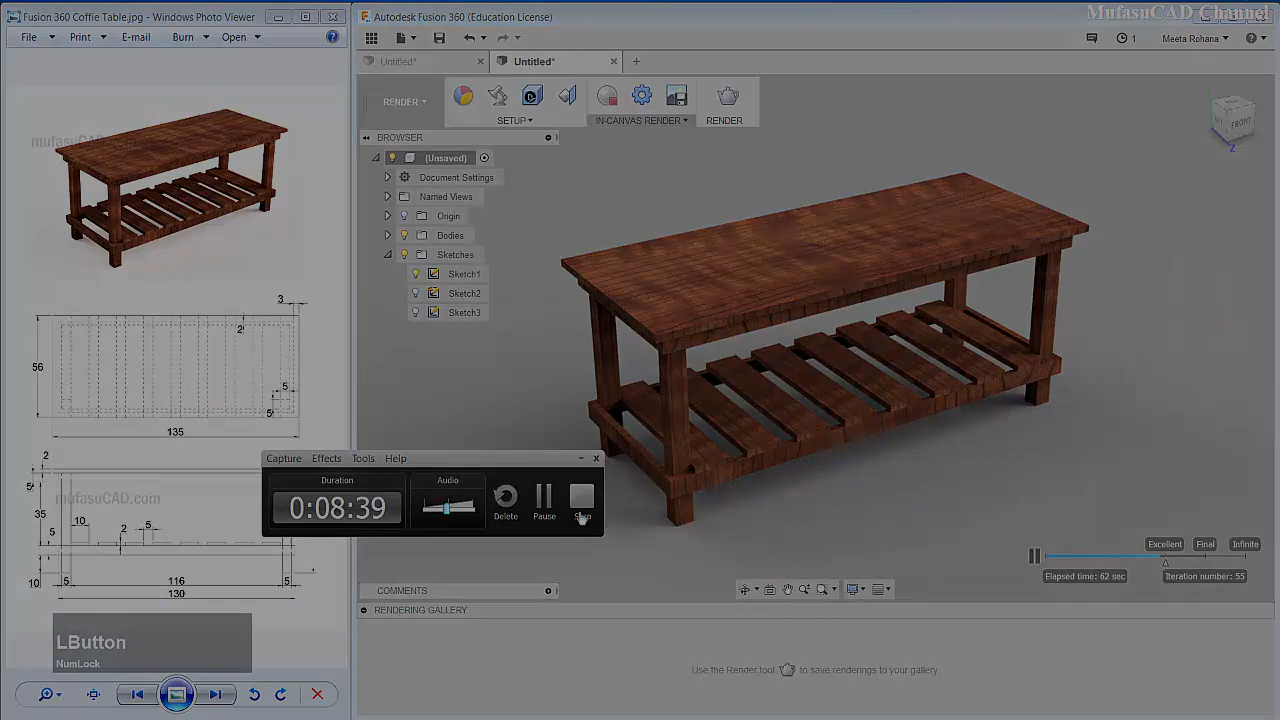 Fusion 360 Coffie Table.jpg - Windows Photo Viewer
File Print E-mail Burn Open
mufasuCAD.com
3
2
56
5
5
135
2
mufasuCAD.com
5
35
10
5
5
2
10
5
116
5
130
LButton
NumLock
Autodesk Fusion 360 (Education License)
MufasuCAD Channel
1
Meeta Rohana
Untitled*
Untitled*
RENDER
SETUP
IN-CANVAS RENDER
RENDER
BROWSER
(Unsaved)
Document Settings
Named Views
Origin
Bodies
Sketches
Sketch1
Sketch2
Sketch3
FRONT
Z
Capture Effects Tools Help
Duration
0:08:39
Audio
Delete
Pause
Excellent Final Infinite
Elapsed time: 62 sec
Iteration number: 55
COMMENTS
RENDERING GALLERY
Use the Render tool to save renderings to your gallery